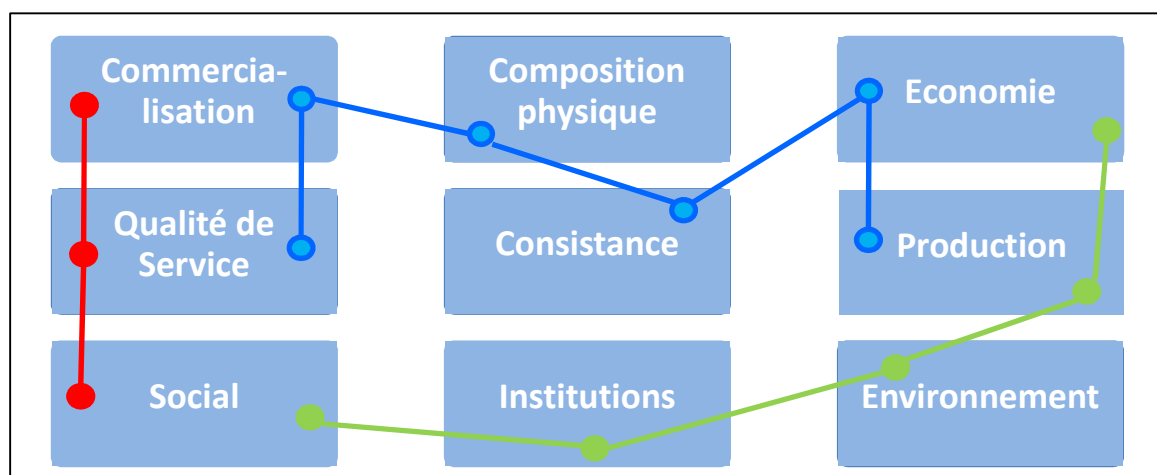 Commercia-
lisation
Composition
physique
Economie
Qualité de
Service
Consistance
Production
Social
Institutions
Environnement